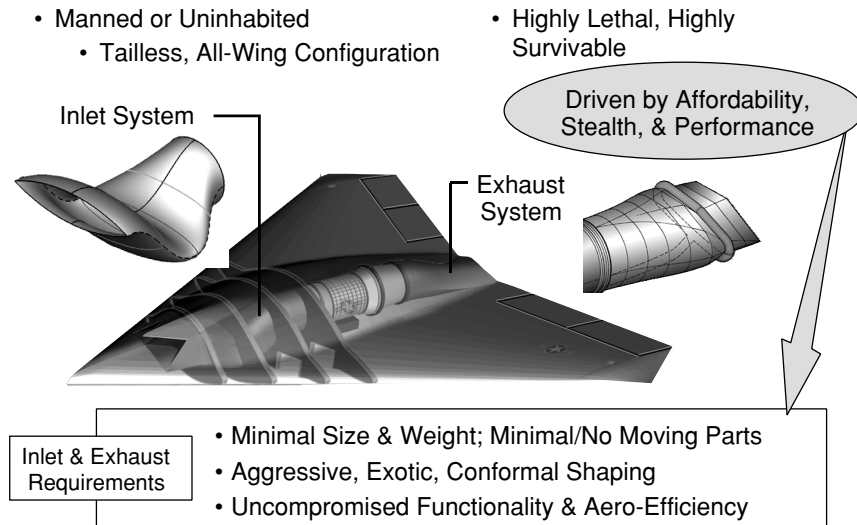 • Manned or Uninhabited
• Tailless, All-Wing Configuration
• Highly Lethal, Highly
Survivable
Driven by Affordability,
Stealth, & Performance
Inlet System
Exhaust
System
Inlet & Exhaust
Requirements
• Minimal Size & Weight; Minimal/No Moving Parts
• Aggressive, Exotic, Conformal Shaping
• Uncompromised Functionality & Aero-Efficiency